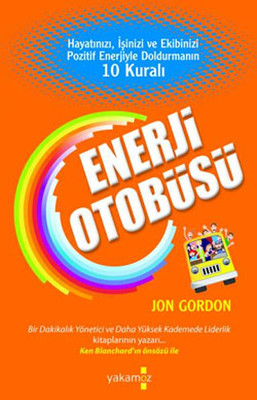 Hayatınızı, İşinizi ve Ekibinizi
Pozitif Enerjiyle Doldurmanın
10 Kuralı
ENERJİ
OTOBÜSÜ
JON GORDON
Bir Dakikalık Yönetici ve Daha Yüksek Kademede Liderlik
kitaplarının yazarı...
Ken Blanchard'ın önsözü ile
yakamoz